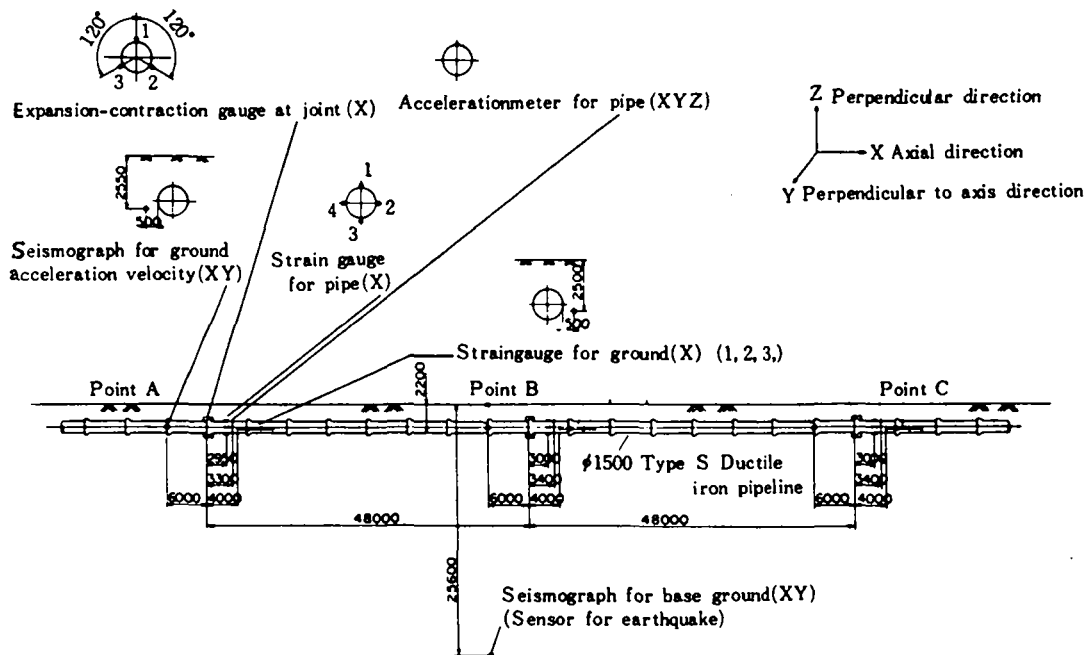 120°
120°
1
3
2
Expansion-contraction gauge at joint(X)
Accelerationmeter for pipe(XYZ)
Z Perpendicular direction
X Axial direction
Y Perpendicular to axis direction
2550
500
Seismograph for ground
acceleration velocity(XY)
1
4
2
3
Strain gauge
for pipe(X)
2500
500
Straingauge for ground(X) (1, 2, 3,)
Point A
2200
Point B
Point C
2950
3300
6000
4000
3000
3400
6000
4000
φ1500 Type S Ductile
iron pipeline
3000
3400
6000
4000
48000
48000
25600
Seismograph for base ground(XY)
(Sensor for earthquake)